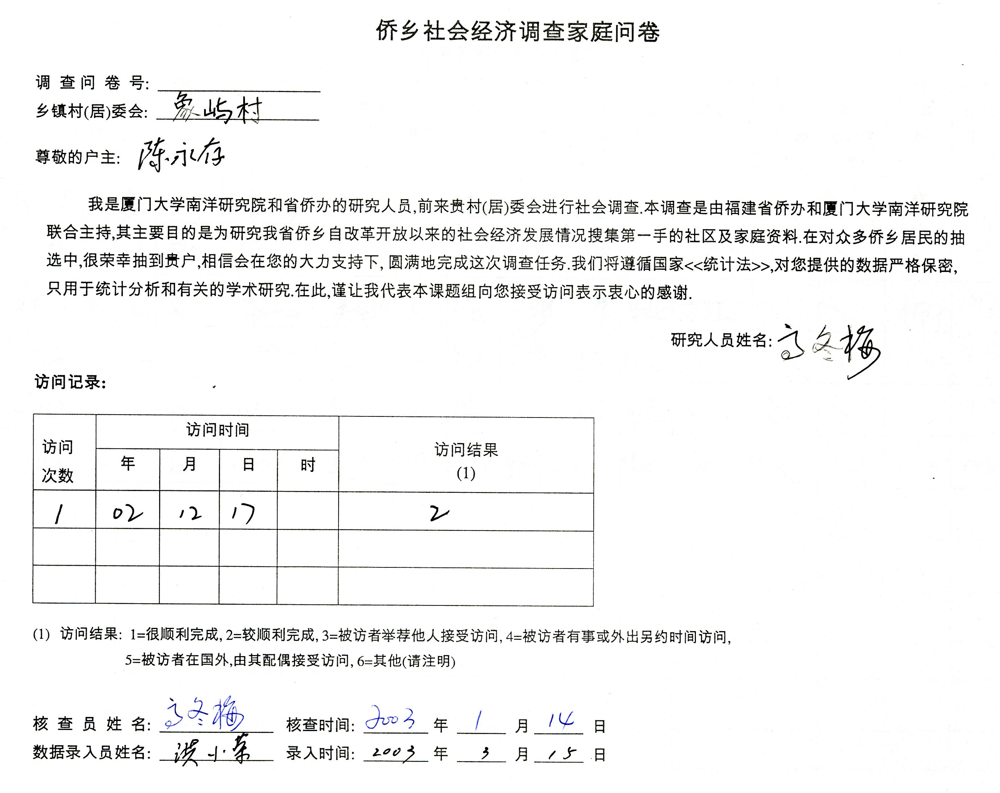 侨乡社会经济调查家庭问卷
调查问卷号:
乡镇村(居)委会: 象屿村
尊敬的户主: 陈永存
我是厦门大学南洋研究院和省侨办的研究人员,前来贵村(居)委会进行社会调查.本调查是由福建省侨办和厦门大学南洋研究院
联合主持,其主要目的是为研究我省侨乡自改革开放以来的社会经济发展情况搜集第一手的社区及家庭资料.在对众多侨乡居民的抽
选中,很荣幸抽到贵户,相信会在您的大力支持下, 圆满地完成这次调查任务.我们将遵循国家<<统计法>>,对您提供的数据严格保密,
只用于统计分析和有关的学术研究.在此,谨让我代表本课题组向您接受访问表示衷心的感谢.
研究人员姓名: 高冬梅
访问记录:
访问次数 访问时间 访问结果(1)
年 月 日 时
1 02 12 17 2
(1) 访问结果: 1=很顺利完成, 2=较顺利完成, 3=被访者举荐他人接受访问, 4=被访者有事或外出另约时间访问,
5=被访者在国外,由其配偶接受访问, 6=其他(请注明)
核查员姓名: 高冬梅 核查时间: 2003 年 1 月 14 日
数据录入员姓名: 洪小荣 录入时间: 2003 年 3 月 15 日